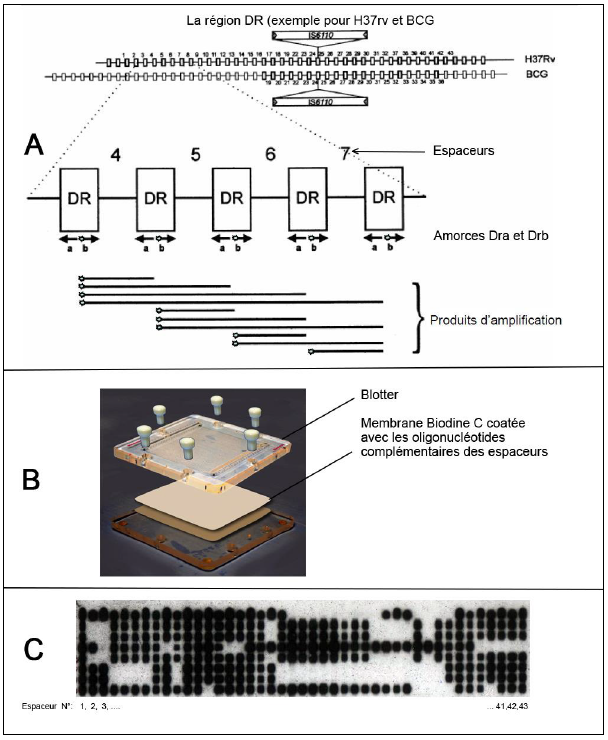 La région DR (exemple pour H37rv et BCG
IS6110
1 2 3 4 5 6 7 8 9 10 11 12 13 14 15 16 17 18 19 20 21 22 23 24 25 26 27 28 29 30 31 32 33 34 35 36 37 38 39 40 41 42 43
H37Rv
BCG
19 20 21 22 23 24 25 26 27 28 29 30 31 32 33 34 35 36
IS6110
A
4 5 6 7
Espaceurs
DR DR DR DR DR
a b a b a b a b a b
Amorces Dra et Drb
Produits d'amplification
B
Blotter
Membrane Biodine C coatée
avec les oligonucléotides
complémentaires des espaceurs
C
Espaceur N°: 1, 2, 3, .... ... 41,42,43